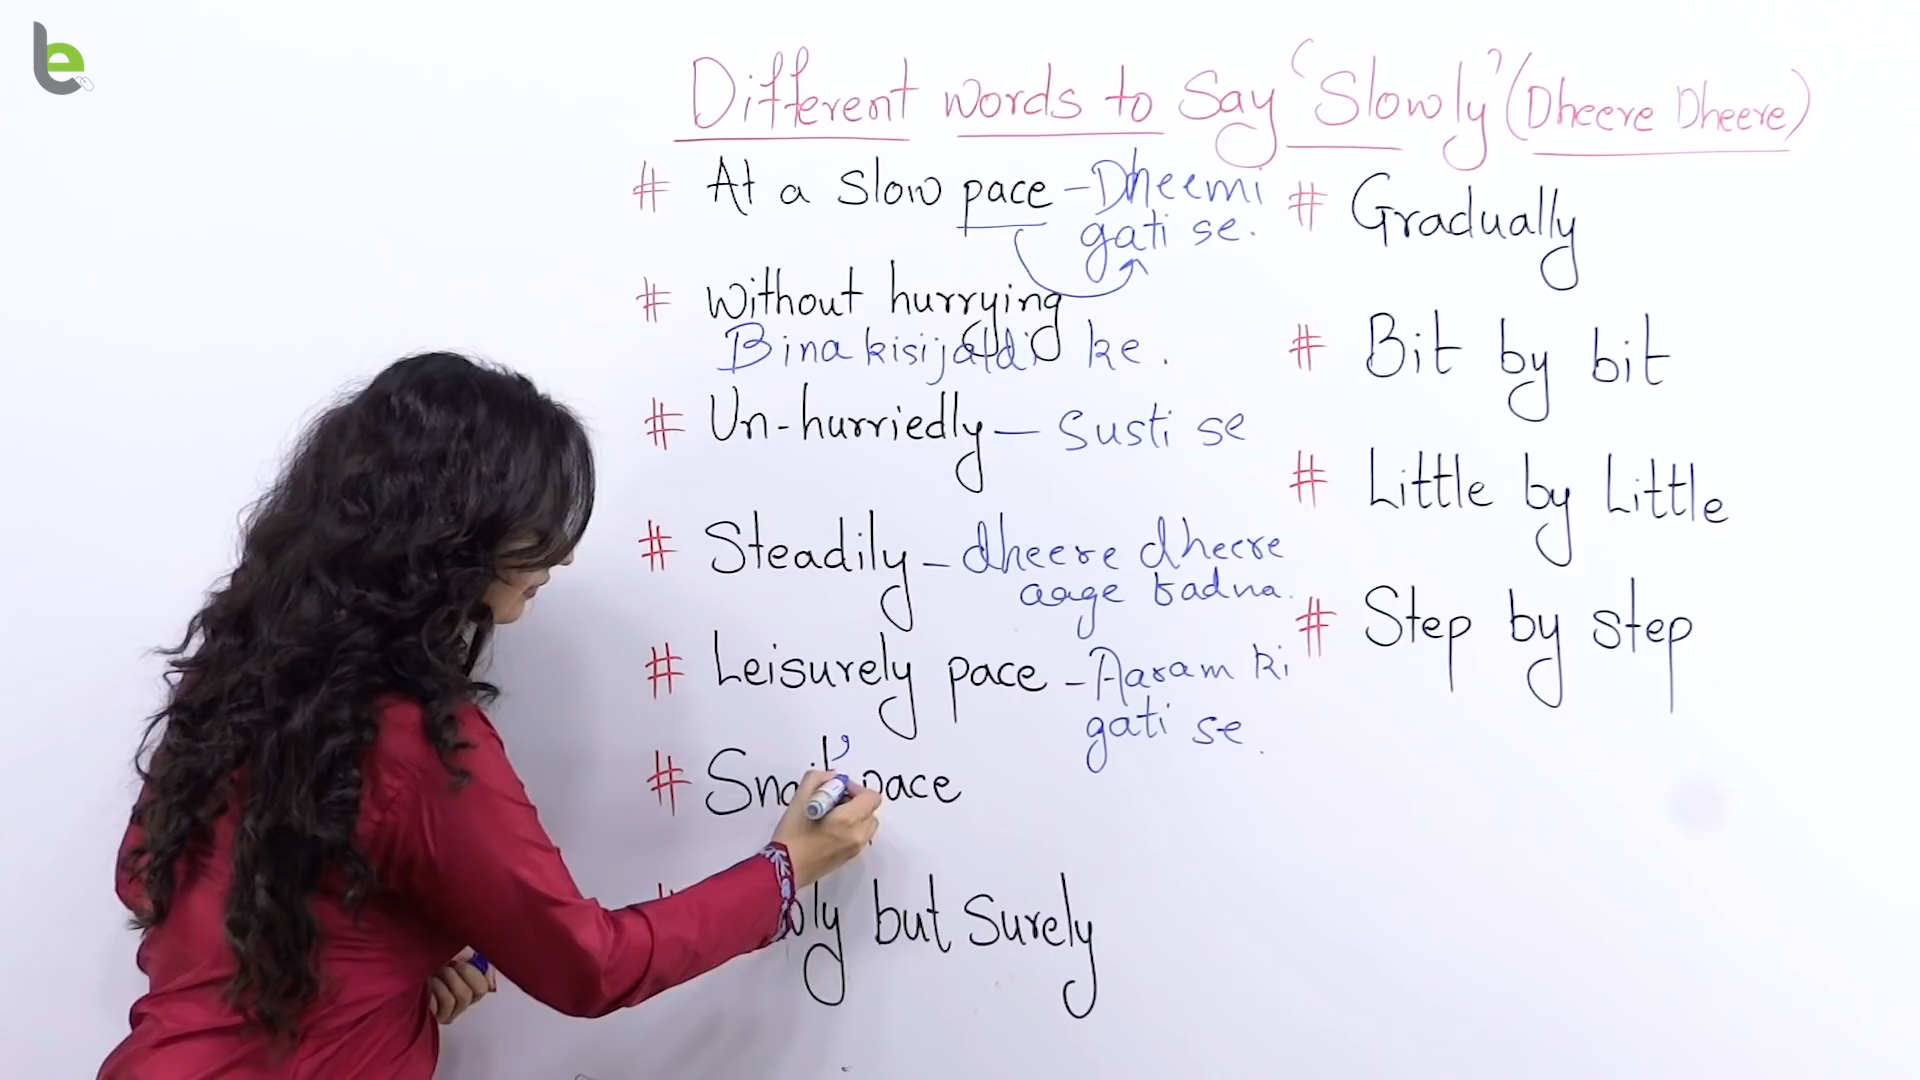 Different words to Say 'Slowly' (Dheere Dheere)
# At a slow pace - Dheemi
gati se.
# Without hurrying
Bina kisi jaldi ke.
# Un-hurriedly - Susti se
# Steadily - dheere dheere
aage badna.
# Leisurely pace - Aaram ki
gati se.
# pace
but Surely
# Gradually
# Bit by bit
# Little by Little
# Step by step
be